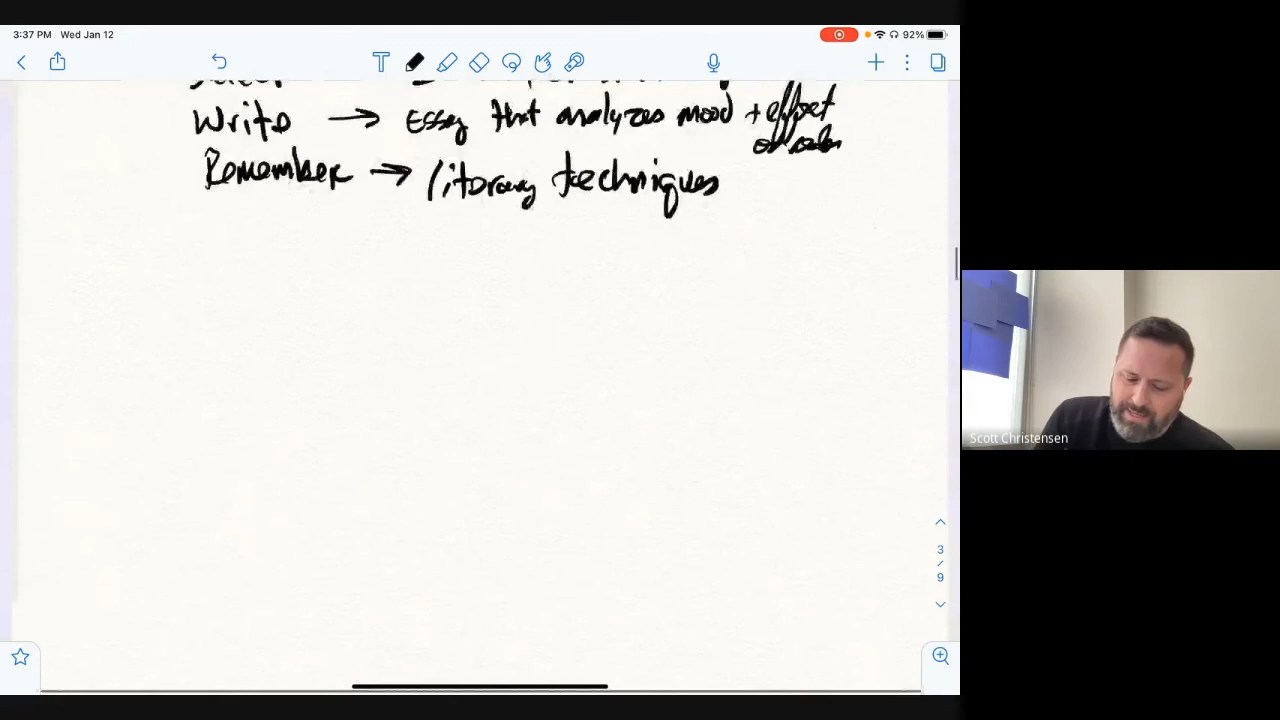 3:37 PM Wed Jan 12
92%
Write → Essay that analyzes mood + effect
on
Remember → literary techniques
3
/
9
Scott Christensen